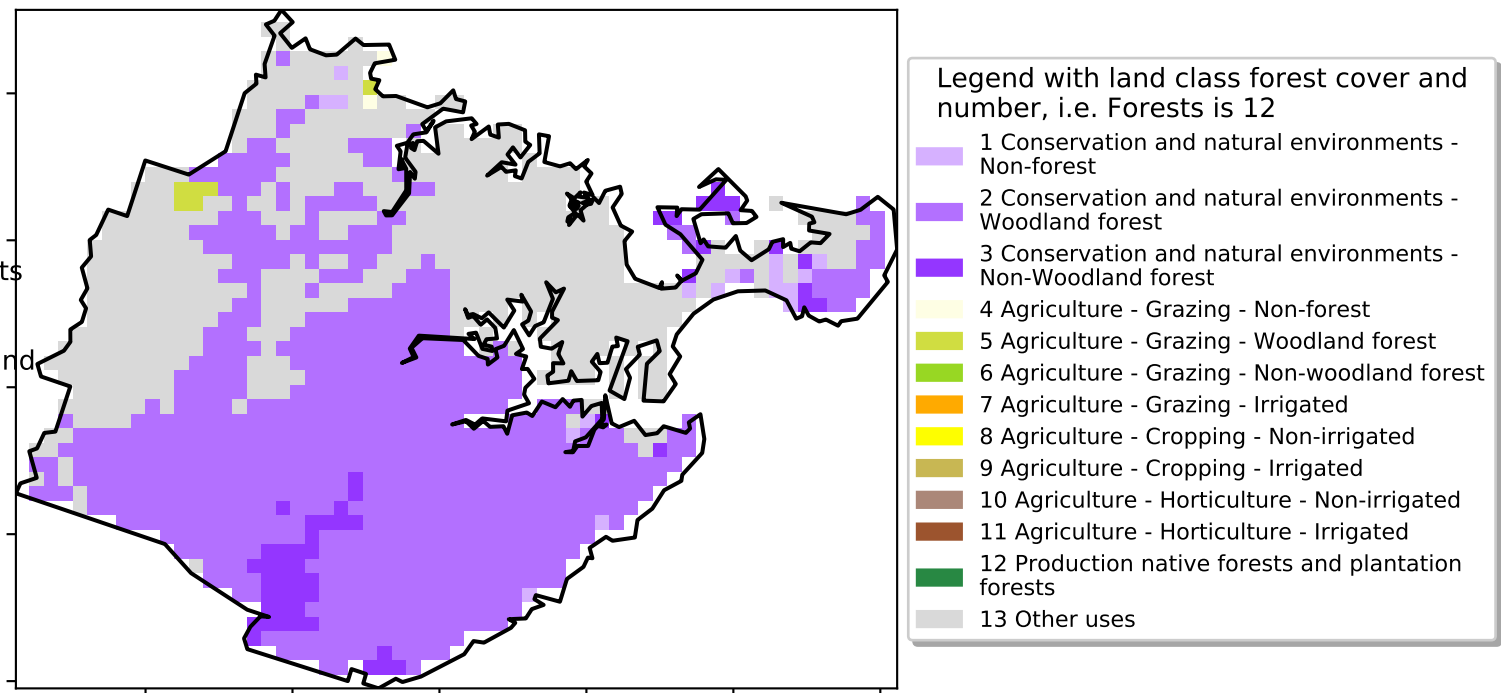 ts
nd
Legend with land class forest cover and
number, i.e. Forests is 12
1 Conservation and natural environments -
Non-forest
2 Conservation and natural environments -
Woodland forest
3 Conservation and natural environments -
Non-Woodland forest
4 Agriculture - Grazing - Non-forest
5 Agriculture - Grazing - Woodland forest
6 Agriculture - Grazing - Non-woodland forest
7 Agriculture - Grazing - Irrigated
8 Agriculture - Cropping - Non-irrigated
9 Agriculture - Cropping - Irrigated
10 Agriculture - Horticulture - Non-irrigated
11 Agriculture - Horticulture - Irrigated
12 Production native forests and plantation
forests
13 Other uses